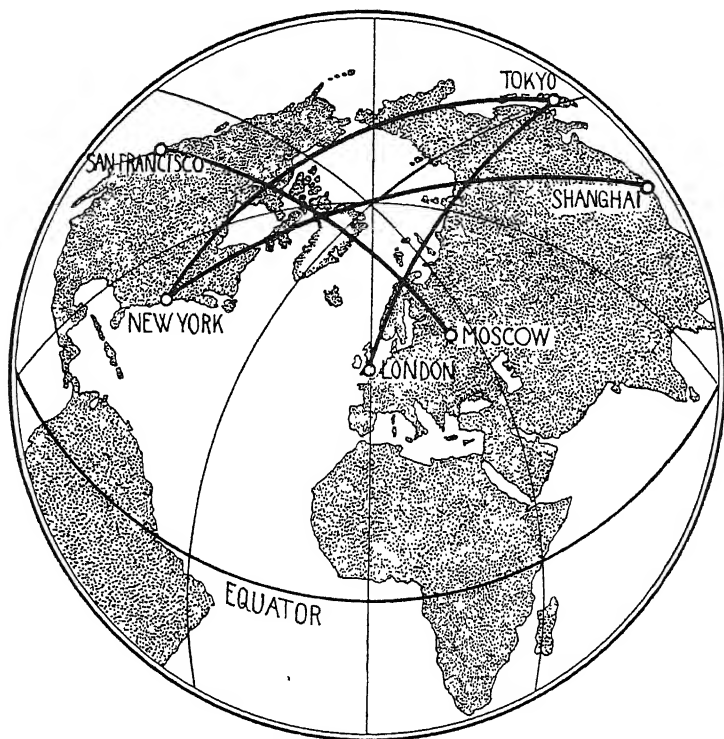 TOKYO
SAN FRANCISCO
SHANGHAI
NEW YORK
MOSCOW
LONDON
EQUATOR